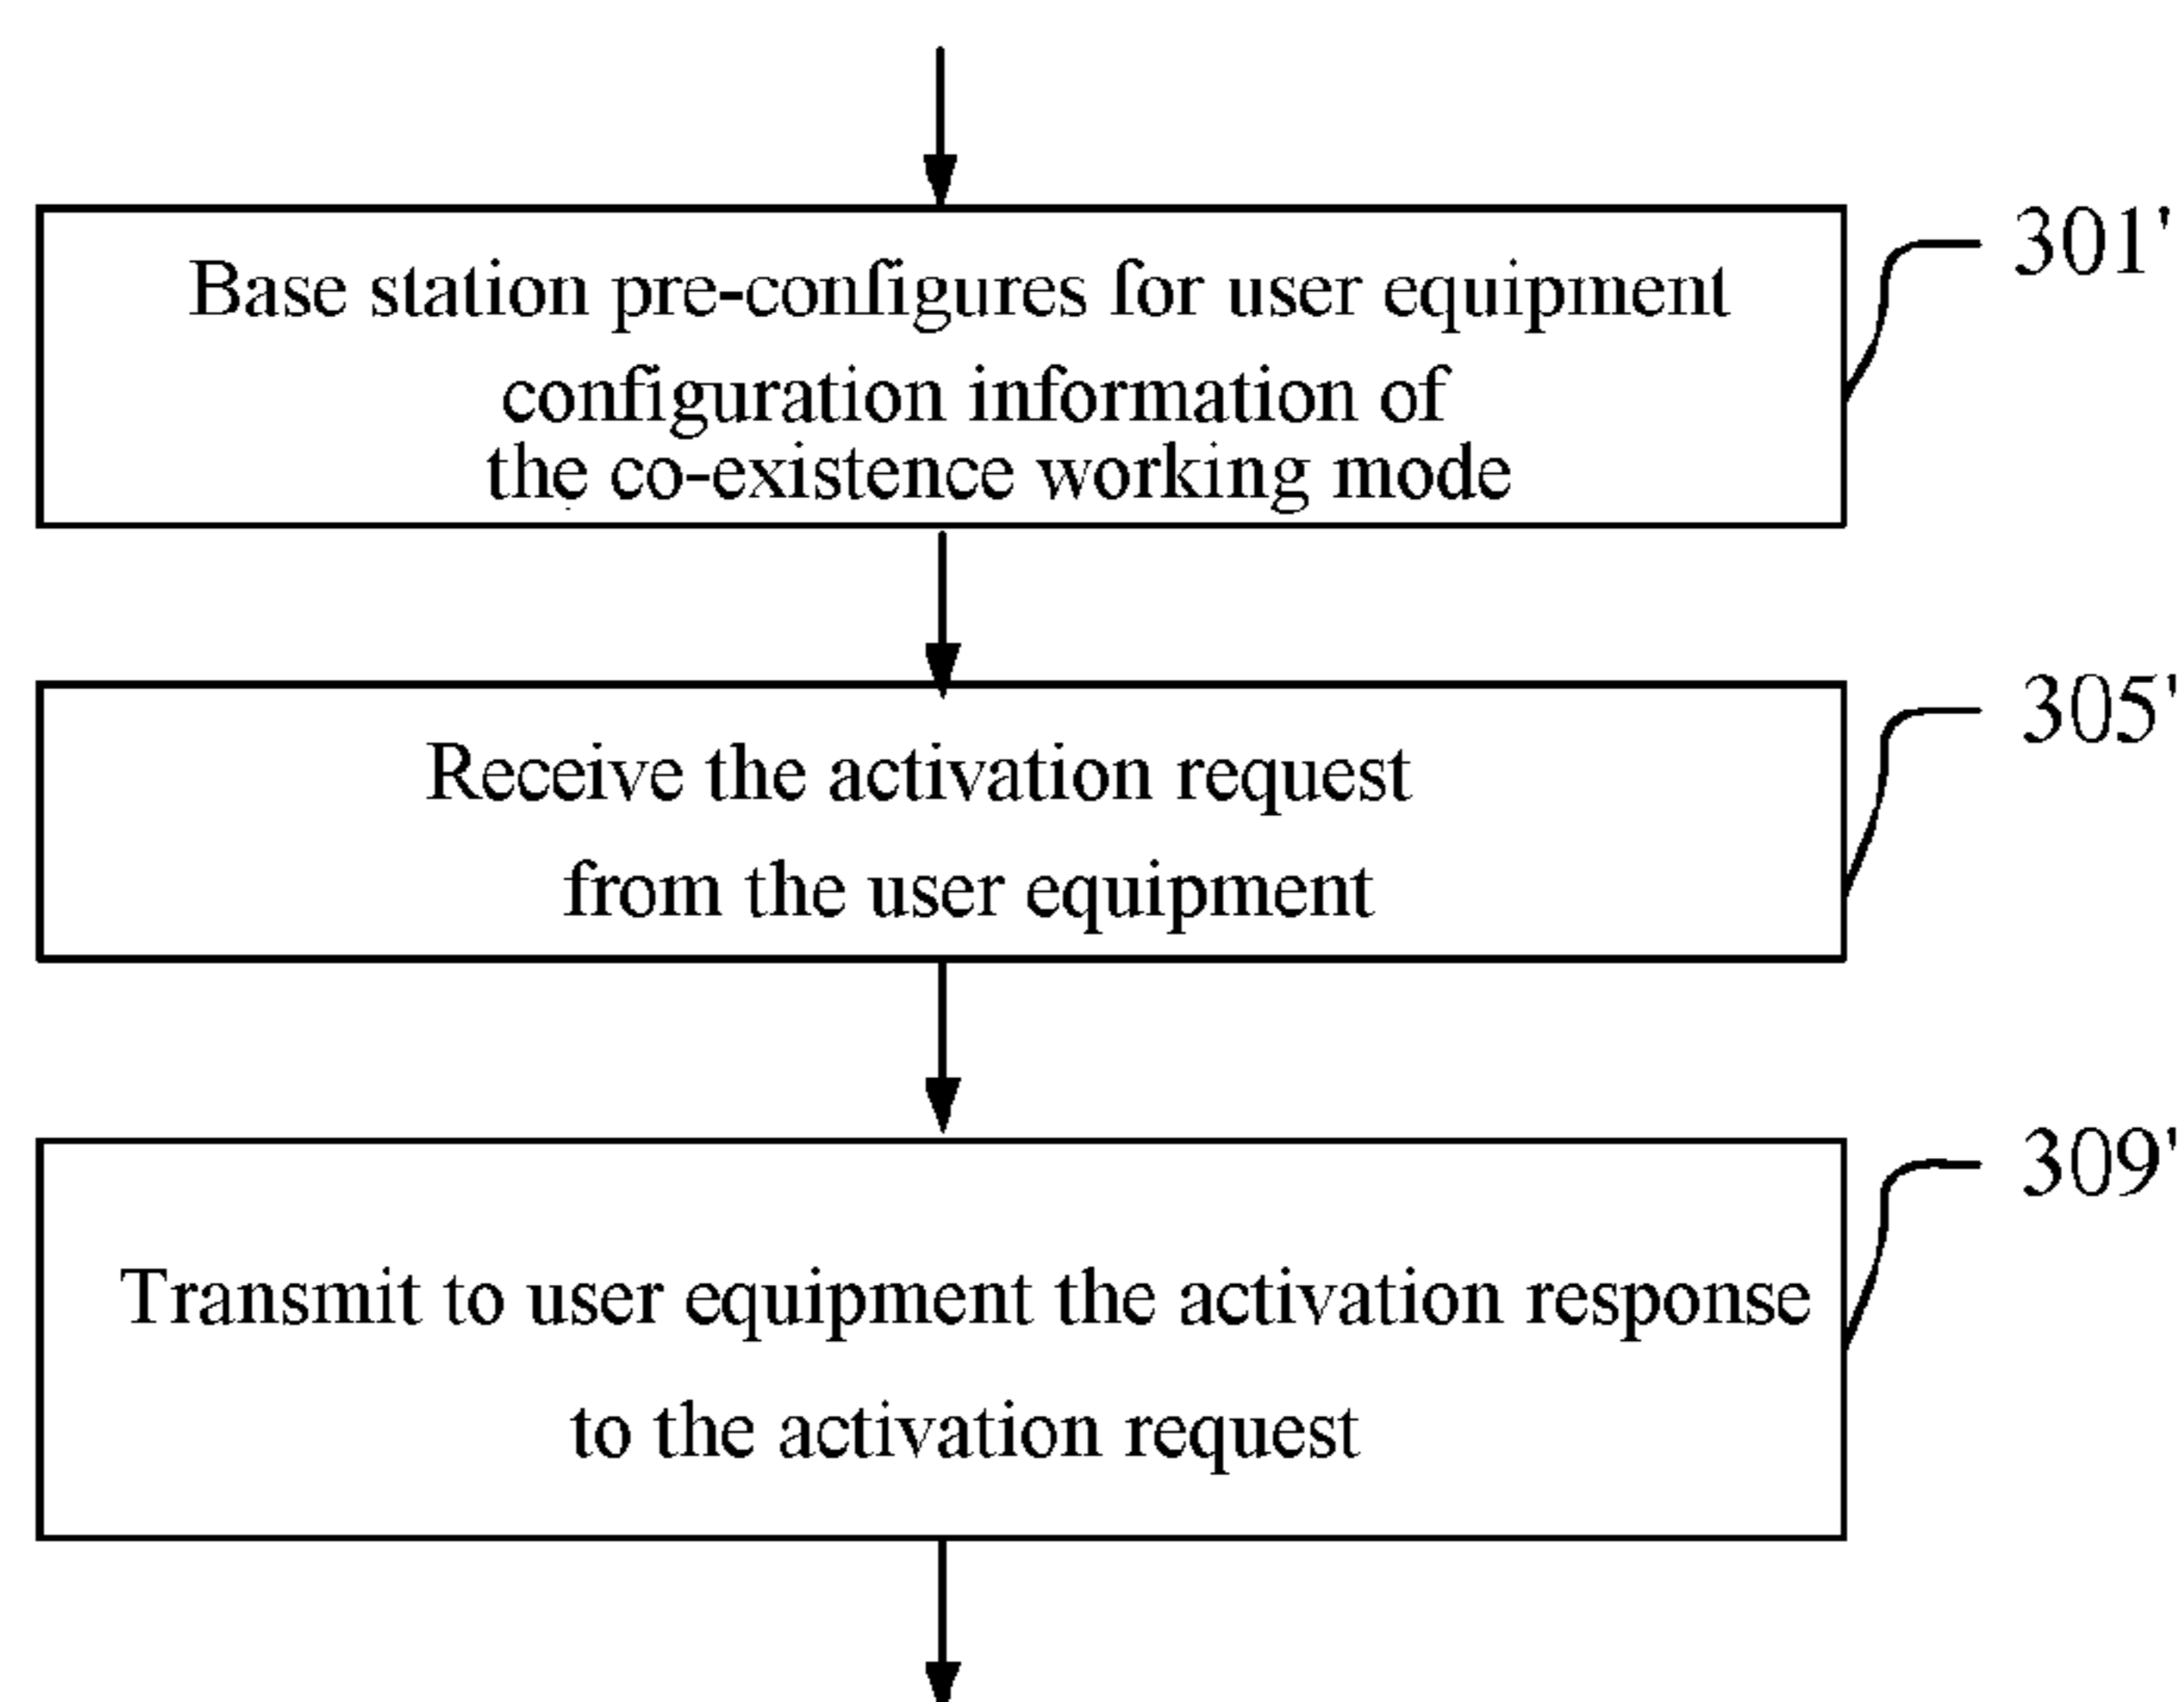 Base station pre-configures for user equipment
301'
configuration information of
the co-existence working mode
Receive the activation request
305'
from the user equipment
309'
Transmit to user equipment the activation response
to the activation request